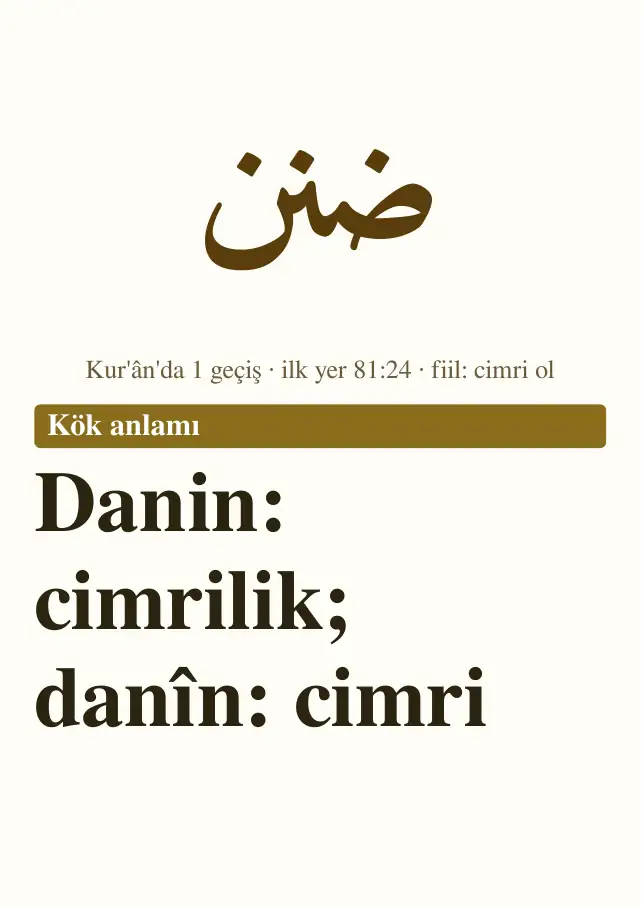 ضنن
Kur'ân'da 1 geçiş · ilk yer 81:24 · fiil: cimri ol
Kök anlamı
Danin:
cimrilik;
danîn: cimri